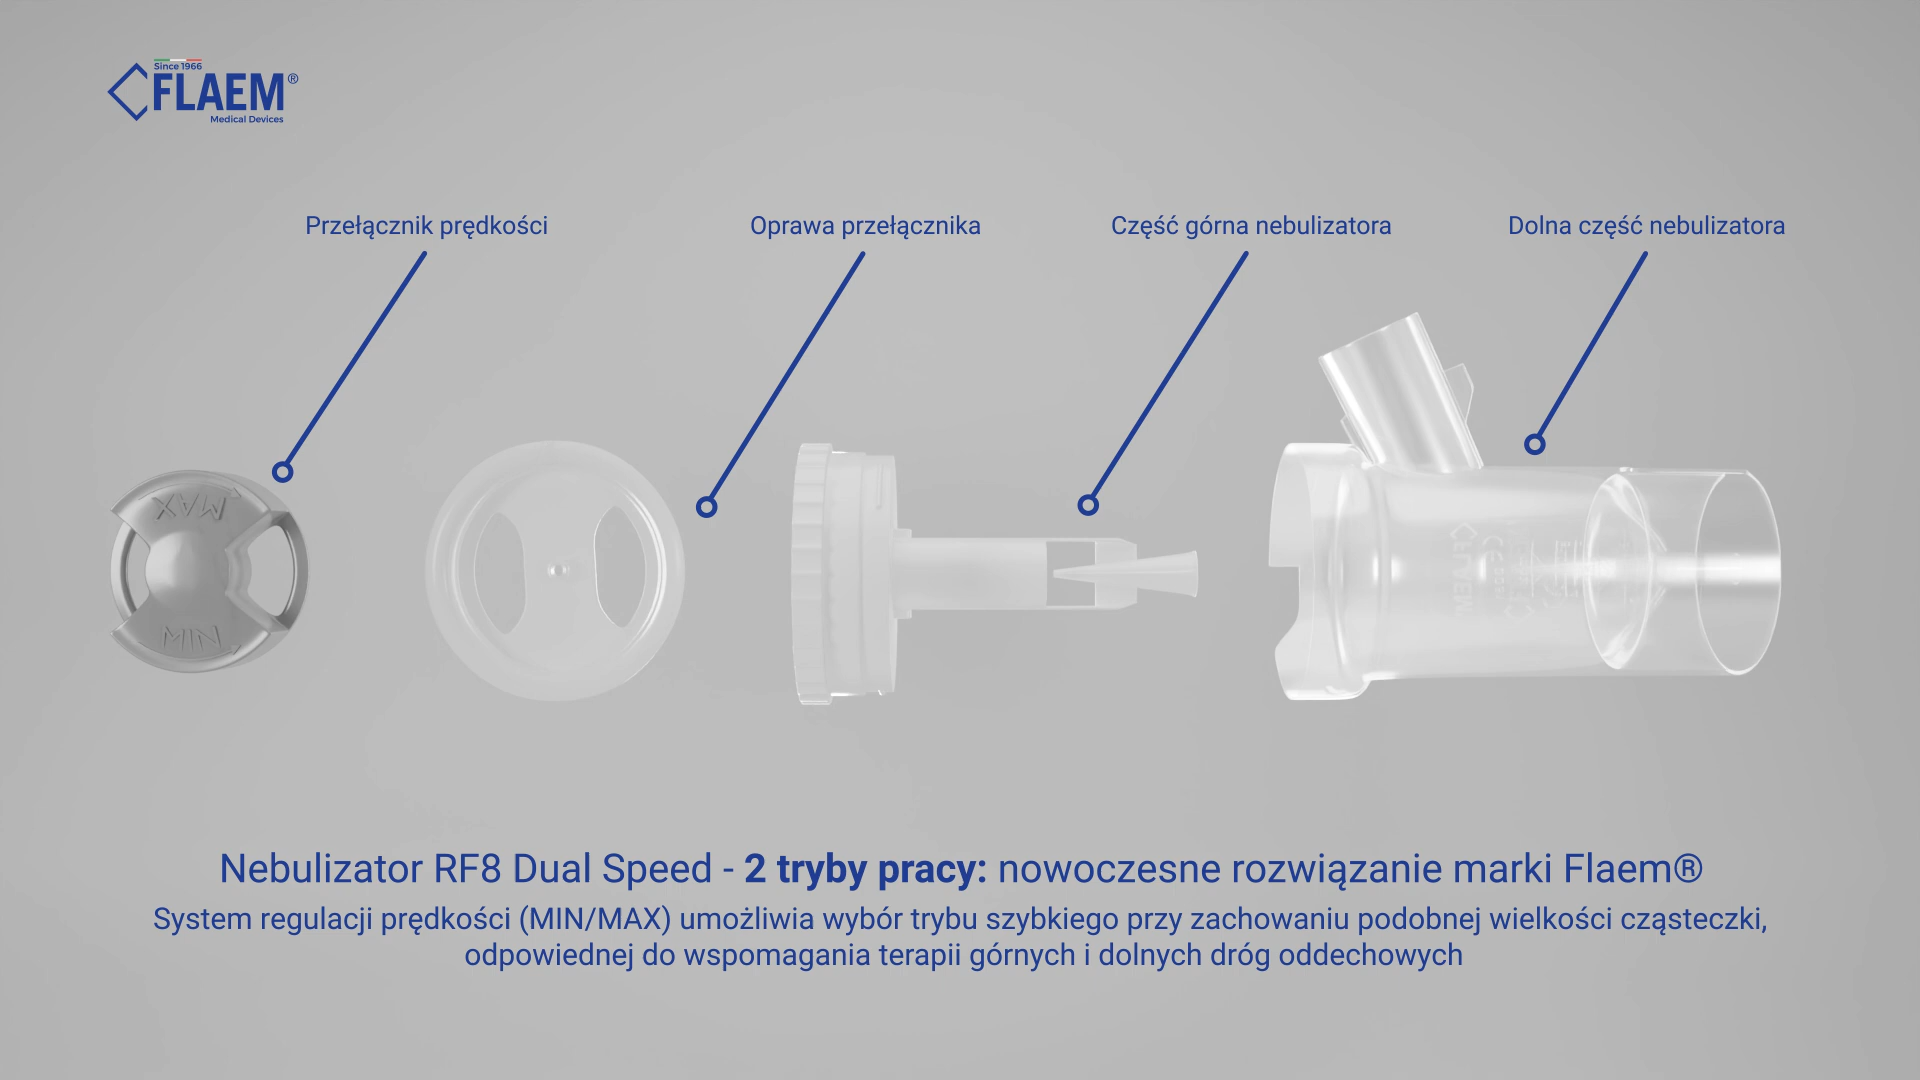 Since 1966
FLAEM®
Medical Devices
Przełącznik prędkości
Oprawa przełącznika
Część górna nebulizatora
Dolna część nebulizatora
MAX
MIN
FLAEM
Nebulizator RF8 Dual Speed - 2 tryby pracy: nowoczesne rozwiązanie marki Flaem®
System regulacji prędkości (MIN/MAX) umożliwia wybór trybu szybkiego przy zachowaniu podobnej wielkości cząsteczki,
odpowiednej do wspomagania terapii górnych i dolnych dróg oddechowych